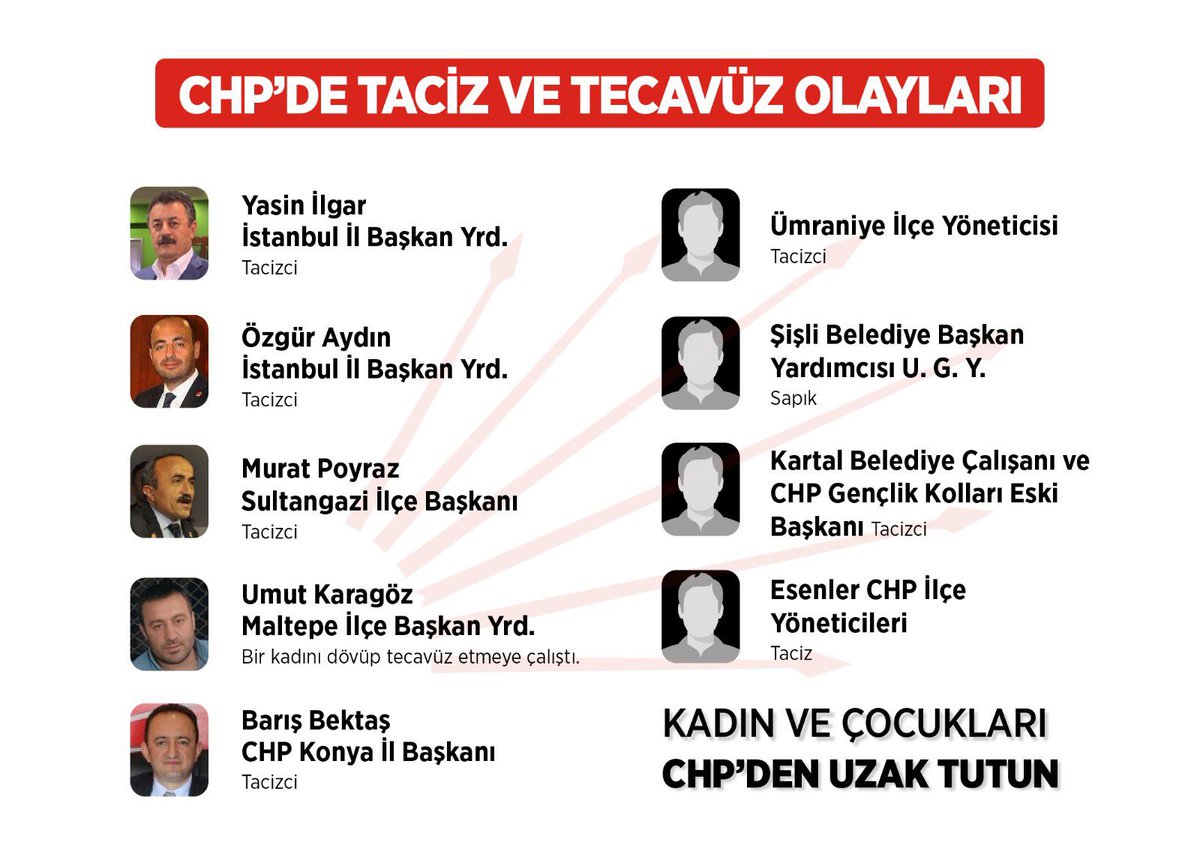 CHP'DE TACİZ VE TECAVÜZ OLAYLARI
Yasin İlgar
İstanbul İl Başkan Yrd.
Tacizci
Özgür Aydın
İstanbul İl Başkan Yrd.
Tacizci
Murat Poyraz
Sultangazi İlçe Başkanı
Tacizci
Umut Karagöz
Maltepe İlçe Başkan Yrd.
Bir kadını dövüp tecavüz etmeye çalıştı.
Barış Bektaş
CHP Konya İl Başkanı
Tacizci
Ümraniye İlçe Yöneticisi
Tacizci
Şişli Belediye Başkan
Yardımcısı U. G. Y.
Sapık
Kartal Belediye Çalışanı ve
CHP Gençlik Kolları Eski
Başkanı Tacizci
Esenler CHP İlçe
Yöneticileri
Taciz
KADIN VE ÇOCUKLARI
CHP'DEN UZAK TUTUN